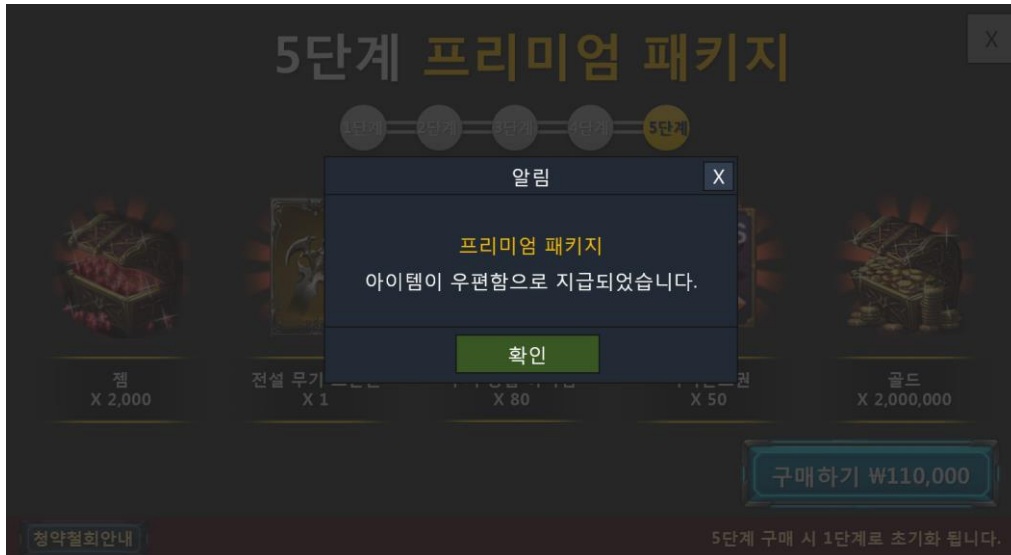 5단계 프리미엄 패키지
X
1단계 2단계 3단계 4단계 5단계
알림 X
프리미엄 패키지
아이템이 우편함으로 지급되었습니다.
확인
젬
X 2,000
전설 무기
X 1
X 80
X 50
골드
X 2,000,000
구매하기 ₩110,000
청약철회안내
5단계 구매 시 1단계로 초기화 됩니다.